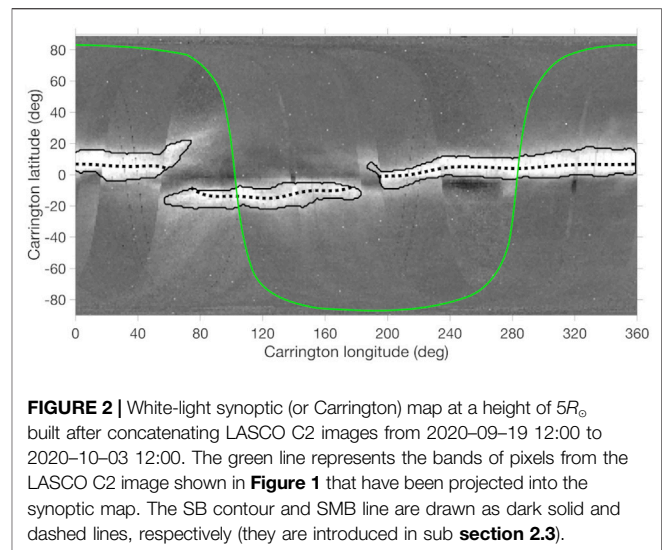 80
60
40
20
0
-20
-40
-60
-80
Carrington latitude (deg)
0 40 80 120 160 200 240 280 320 360
Carrington longitude (deg)
FIGURE 2 | White-light synoptic (or Carrington) map at a height of 5R☉
built after concatenating LASCO C2 images from 2020–09–19 12:00 to
2020–10–03 12:00. The green line represents the bands of pixels from the
LASCO C2 image shown in Figure 1 that have been projected into the
synoptic map. The SB contour and SMB line are drawn as dark solid and
dashed lines, respectively (they are introduced in sub section 2.3).